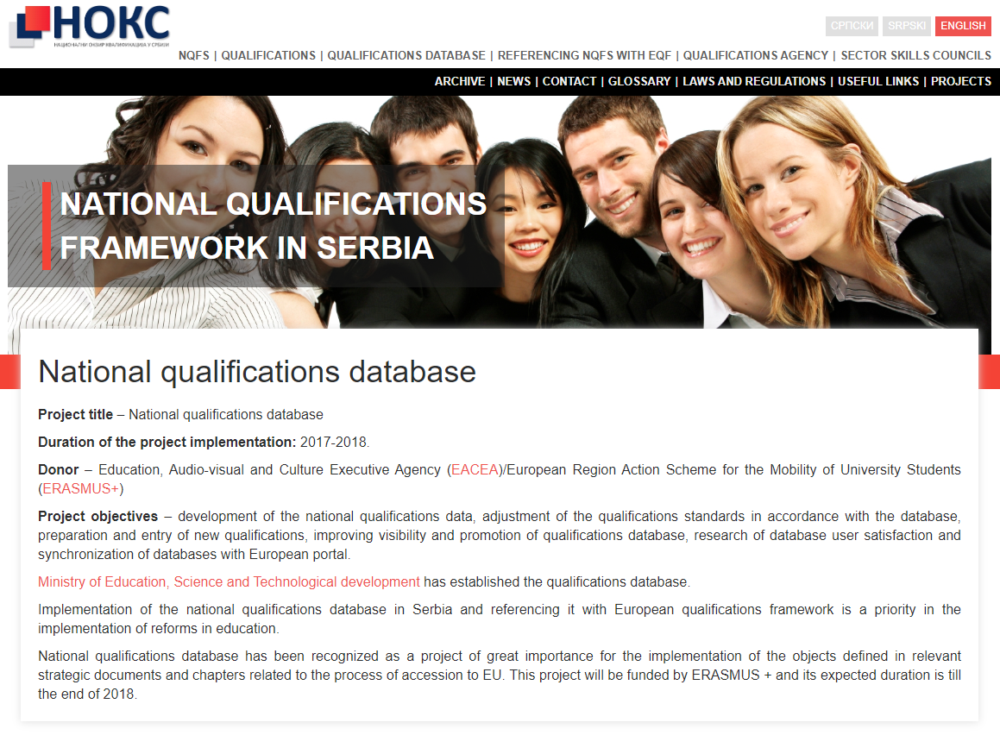 НОКС
НАЦИОНАЛНИ ОКВИР КВАЛИФИКАЦИЈА У СРБИЈИ
СРПСКИ SRPSKI ENGLISH
NQFS | QUALIFICATIONS | QUALIFICATIONS DATABASE | REFERENCING NQFS WITH EQF | QUALIFICATIONS AGENCY | SECTOR SKILLS COUNCILS
ARCHIVE | NEWS | CONTACT | GLOSSARY | LAWS AND REGULATIONS | USEFUL LINKS | PROJECTS
NATIONAL QUALIFICATIONS
FRAMEWORK IN SERBIA
National qualifications database
Project title – National qualifications database
Duration of the project implementation: 2017-2018.
Donor – Education, Audio-visual and Culture Executive Agency (EACEA)/European Region Action Scheme for the Mobility of University Students
(ERASMUS+)
Project objectives – development of the national qualifications data, adjustment of the qualifications standards in accordance with the database,
preparation and entry of new qualifications, improving visibility and promotion of qualifications database, research of database user satisfaction and
synchronization of databases with European portal.
Ministry of Education, Science and Technological development has established the qualifications database.
Implementation of the national qualifications database in Serbia and referencing it with European qualifications framework is a priority in the
implementation of reforms in education.
National qualifications database has been recognized as a project of great importance for the implementation of the objects defined in relevant
strategic documents and chapters related to the process of accession to EU. This project will be funded by ERASMUS + and its expected duration is till
the end of 2018.